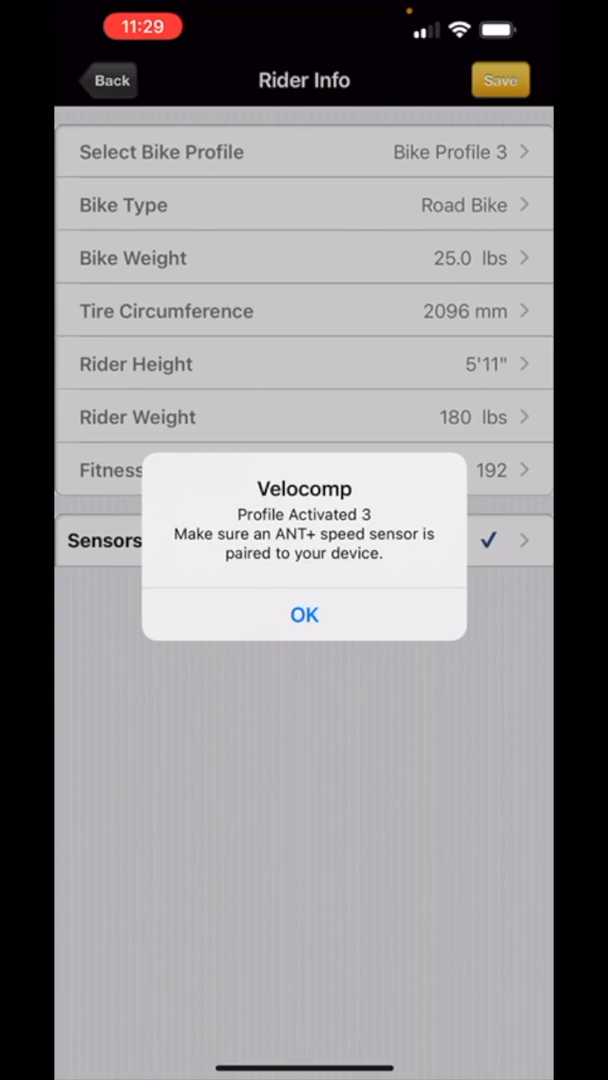 11:29
Back
Rider Info
Save
Select Bike Profile Bike Profile 3
Bike Type Road Bike
Bike Weight 25.0 lbs
Tire Circumference 2096 mm
Rider Height 5'11"
Rider Weight 180 lbs
Fitness 192
Velocomp
Profile Activated 3
Make sure an ANT+ speed sensor is
paired to your device.
Sensors
OK